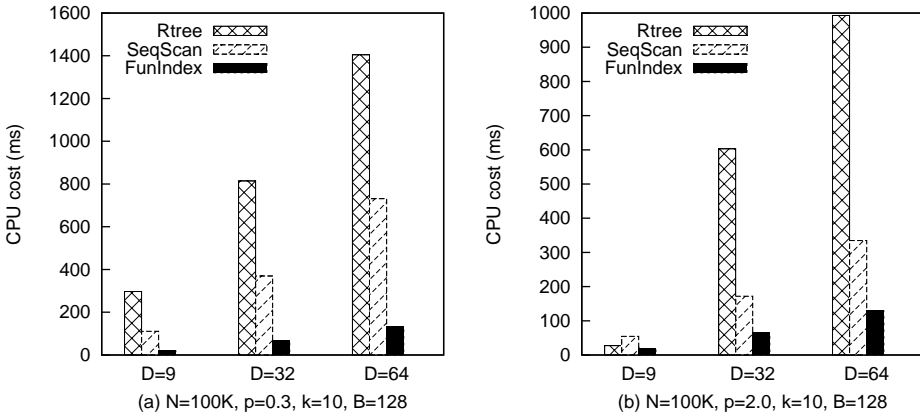 1600
1400
1200
1000
800
600
400
200
0
CPU cost (ms)
Rtree
SeqScan
FunIndex
D=9 D=32 D=64
(a) N=100K, p=0.3, k=10, B=128
1000
900
800
700
600
500
400
300
200
100
0
CPU cost (ms)
Rtree
SeqScan
FunIndex
D=9 D=32 D=64
(b) N=100K, p=2.0, k=10, B=128